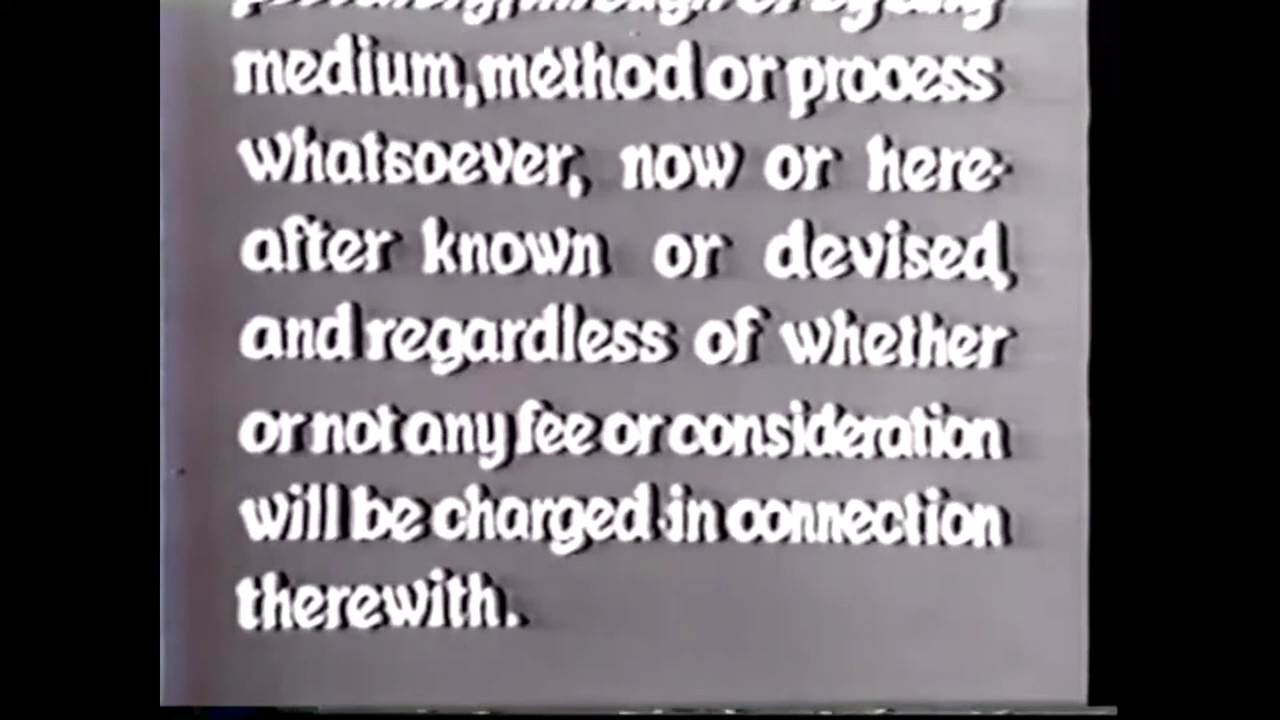 medium, method or process
whatsoever, now or here-
after known or devised,
and regardless of whether
or not any fee or consideration
will be charged in connection
therewith.